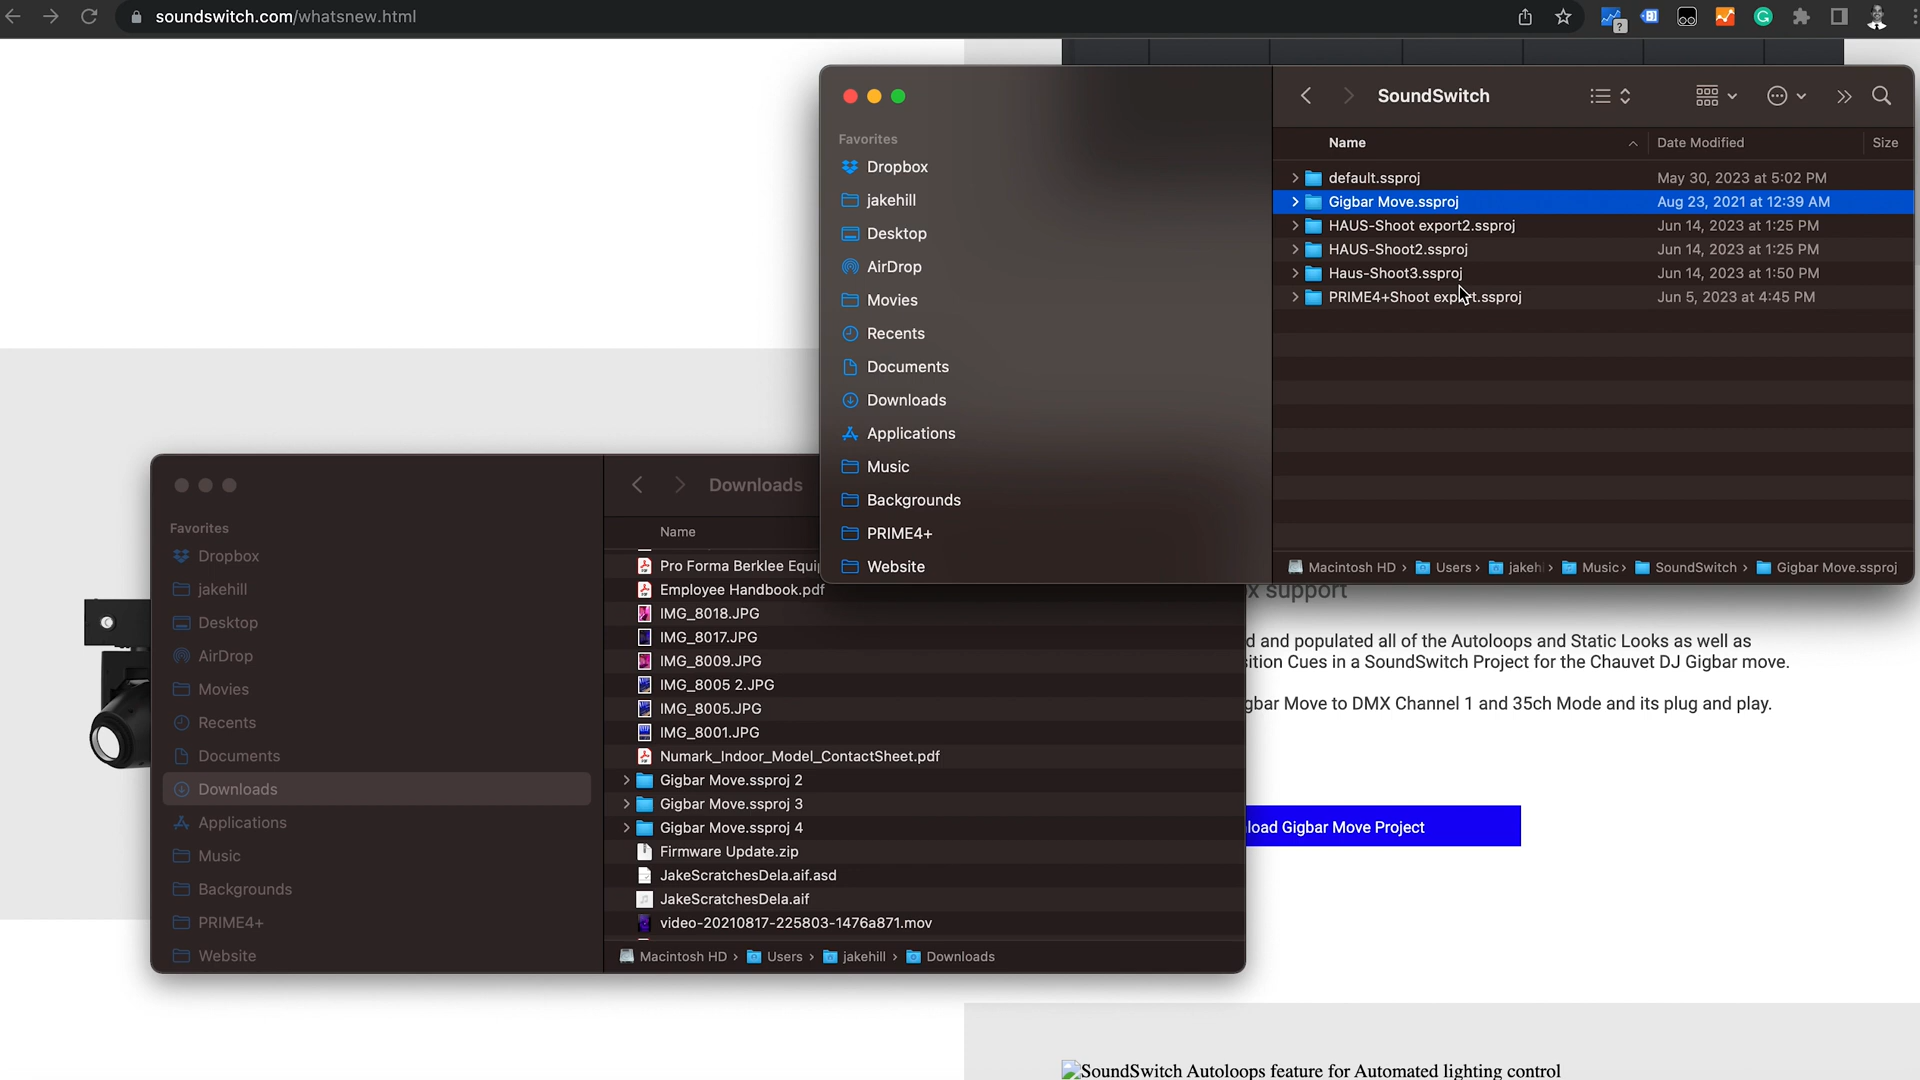 soundswitch.com/whatsnew.html
SoundSwitch
Favorites
Dropbox
jakehill
Desktop
AirDrop
Movies
Recents
Documents
Downloads
Applications
Music
Backgrounds
PRIME4+
Website
Name
Date Modified
Size
default.ssproj
May 30, 2023 at 5:02 PM
Gigbar Move.ssproj
Aug 23, 2021 at 12:39 AM
HAUS-Shoot export2.ssproj
Jun 14, 2023 at 1:25 PM
HAUS-Shoot2.ssproj
Jun 14, 2023 at 1:25 PM
Haus-Shoot3.ssproj
Jun 14, 2023 at 1:50 PM
PRIME4+Shoot export.ssproj
Jun 5, 2023 at 4:45 PM
Macintosh HD › Users › jakehi › Music › SoundSwitch › Gigbar Move.ssproj
Downloads
Favorites
Dropbox
jakehill
Desktop
AirDrop
Movies
Recents
Documents
Downloads
Applications
Music
Backgrounds
PRIME4+
Website
Name
Pro Forma Berklee Equi
Employee Handbook.pdf
IMG_8018.JPG
IMG_8017.JPG
IMG_8009.JPG
IMG_8005 2.JPG
IMG_8005.JPG
IMG_8001.JPG
Numark_Indoor_Model_ContactSheet.pdf
Gigbar Move.ssproj 2
Gigbar Move.ssproj 3
Gigbar Move.ssproj 4
Firmware Update.zip
JakeScratchesDela.aif.asd
JakeScratchesDela.aif
video-20210817-225803-1476a871.mov
Macintosh HD › Users › jakehill › Downloads
x support
d and populated all of the Autoloops and Static Looks as well as
ition Cues in a SoundSwitch Project for the Chauvet DJ Gigbar move.
gbar Move to DMX Channel 1 and 35ch Mode and its plug and play.
load Gigbar Move Project
SoundSwitch Autoloops feature for Automated lighting control